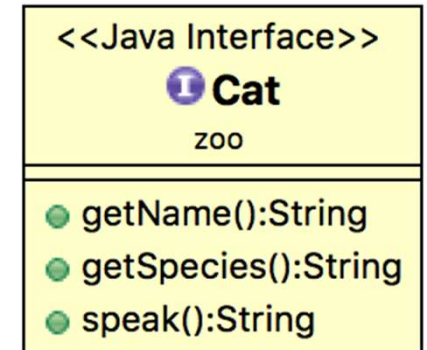 <<Java Interface>>
I Cat
zoo
getName():String
getSpecies():String
speak():String